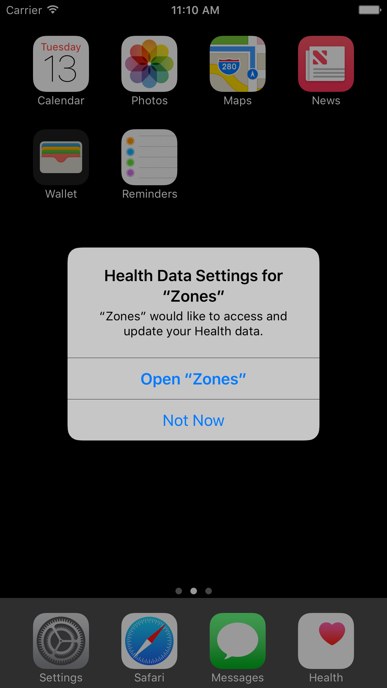 Carrier 11:10 AM
Tuesday
13
280
Calendar Photos Maps News
Wallet Reminders
Health Data Settings for
“Zones”
“Zones” would like to access and
update your Health data.
Open “Zones”
Not Now
Settings Safari Messages Health